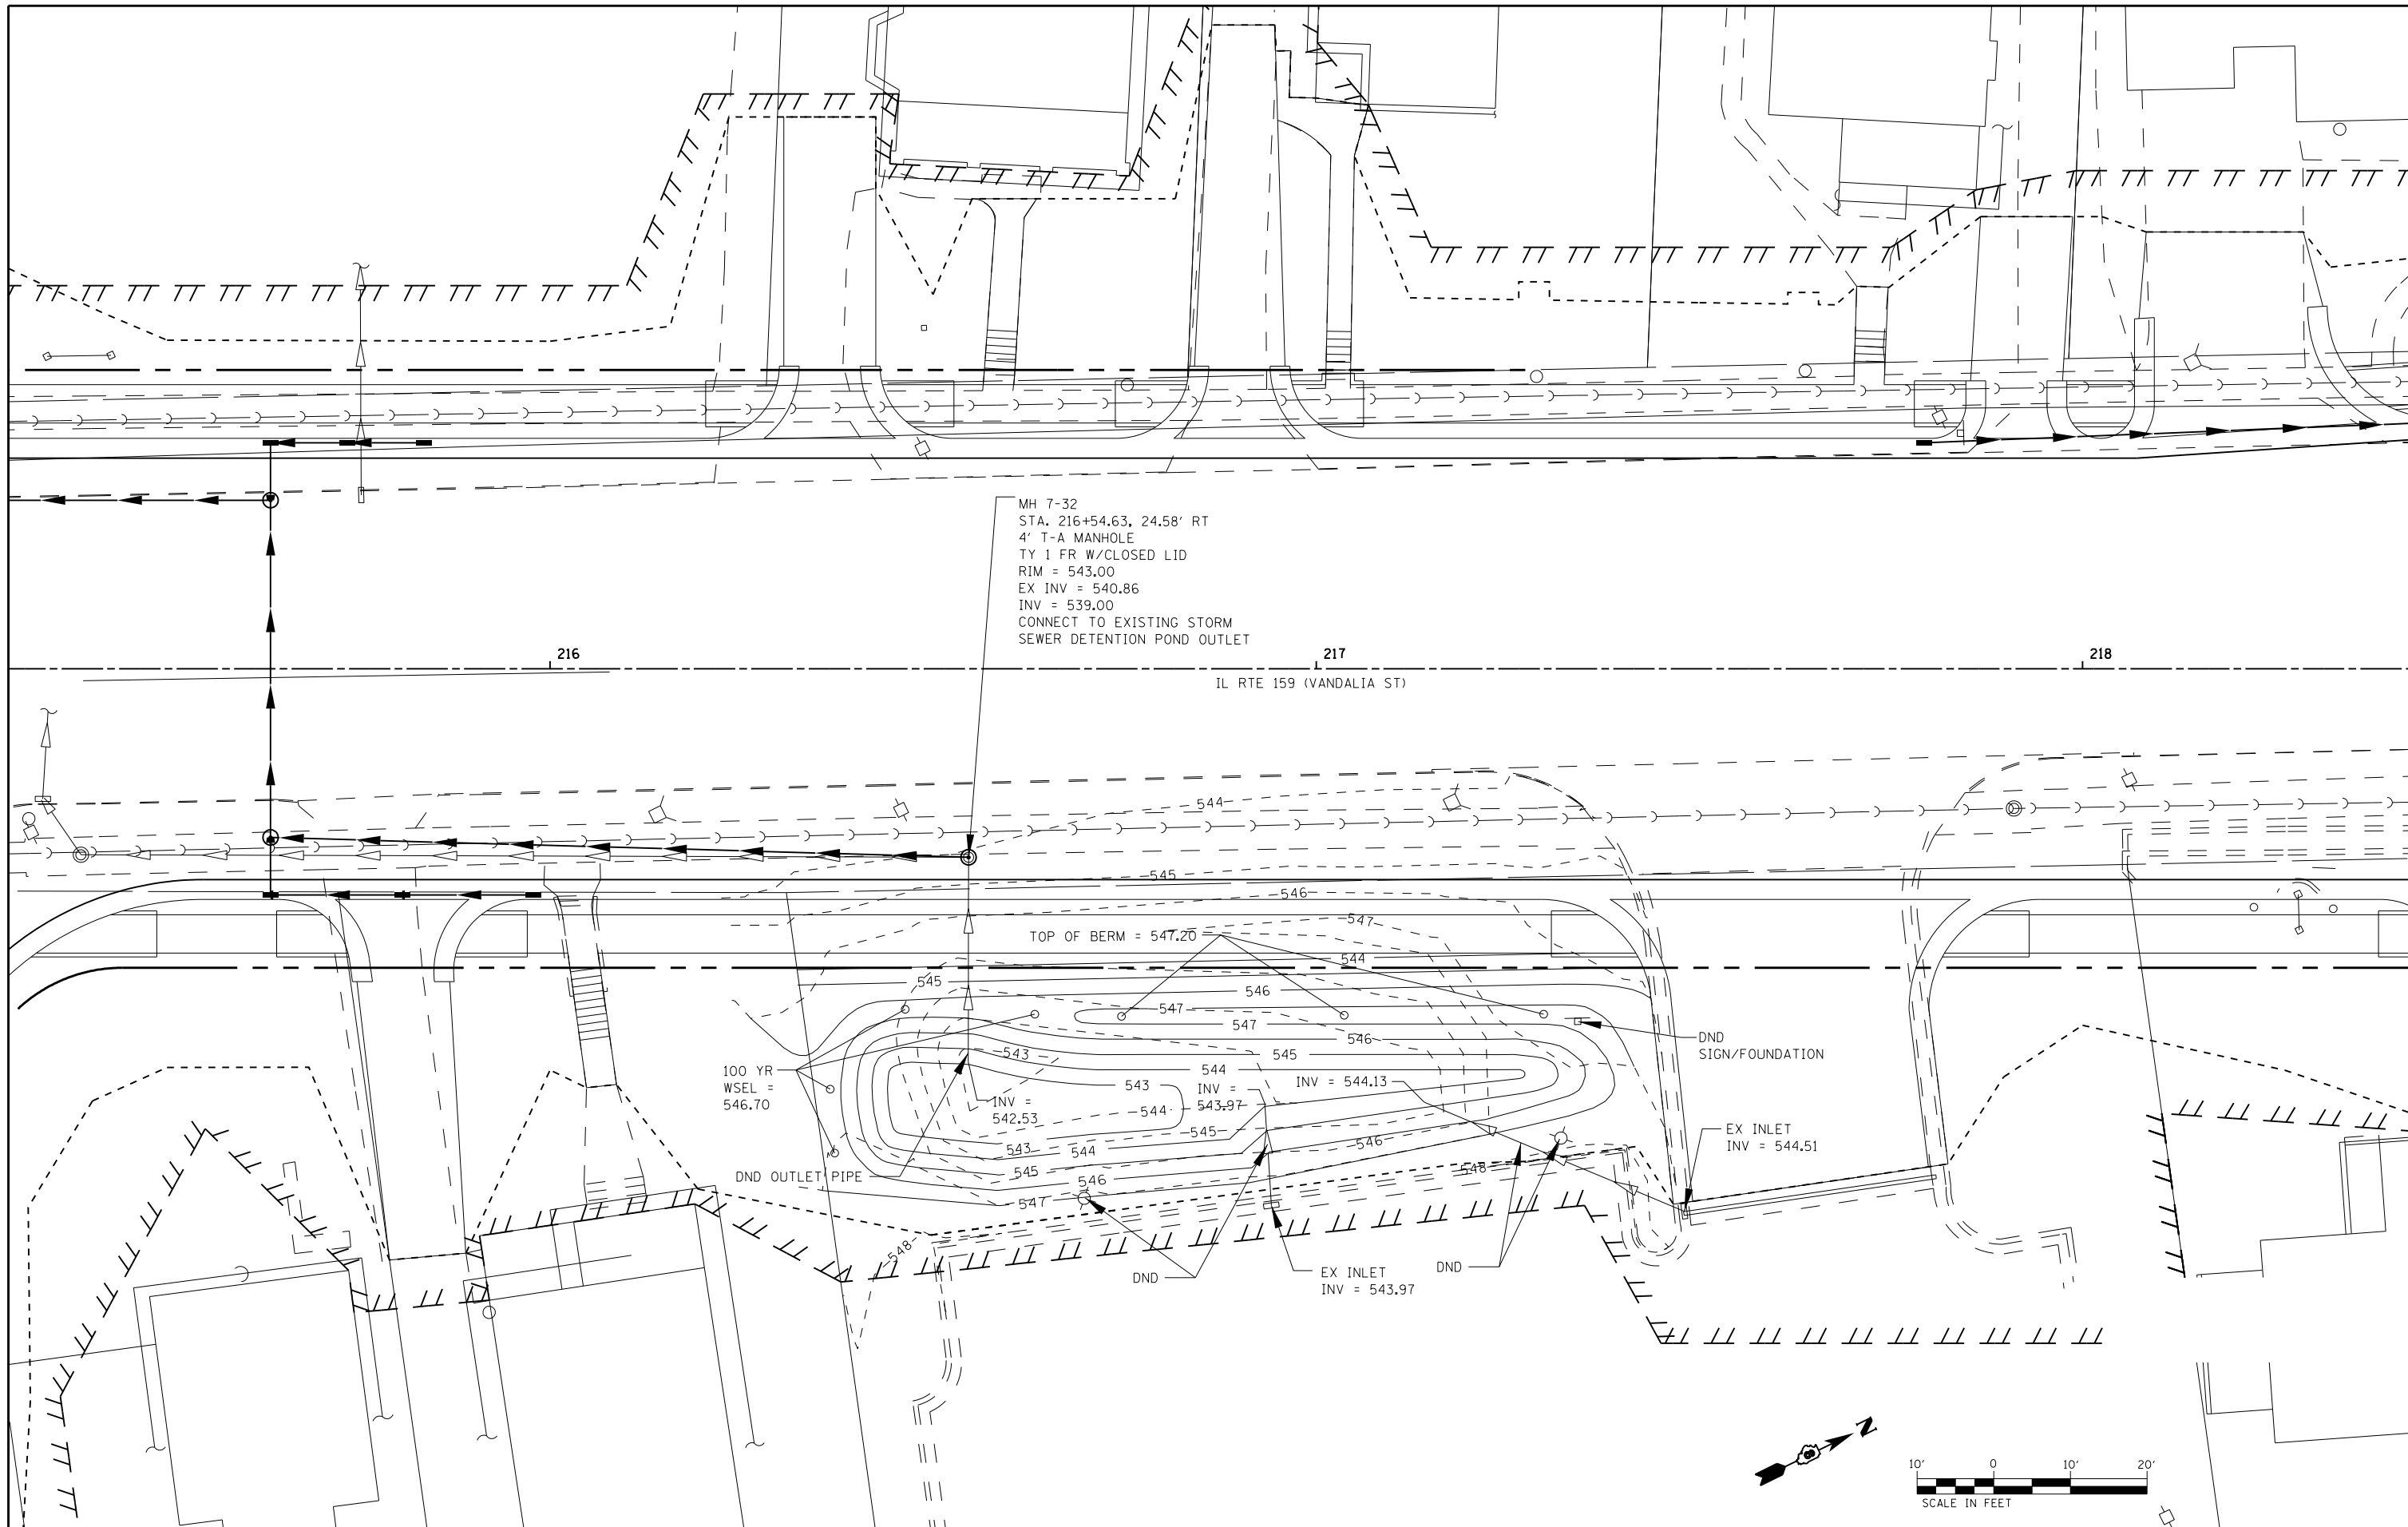 MH 7-32
STA. 216+54.63, 24.58' RT
4' T-A MANHOLE
TY 1 FR W/CLOSED LID
RIM = 543.00
EX INV = 540.86
INV = 539.00
CONNECT TO EXISTING STORM
SEWER DETENTION POND OUTLET
216
217
218
IL RTE 159 (VANDALIA ST)
544
545
546
547
TOP OF BERM = 547.20
544
545
546
547
547
546
DND
SIGN/FOUNDATION
543
545
544
543
100 YR
WSEL =
546.70
INV =
542.53
INV =
543.97
INV = 544.13
544
545
546
543
544
545
546
547
548
EX INLET
INV = 544.51
DND OUTLET PIPE
548
DND
EX INLET
INV = 543.97
DND
N
10'
0
10'
20'
SCALE IN FEET